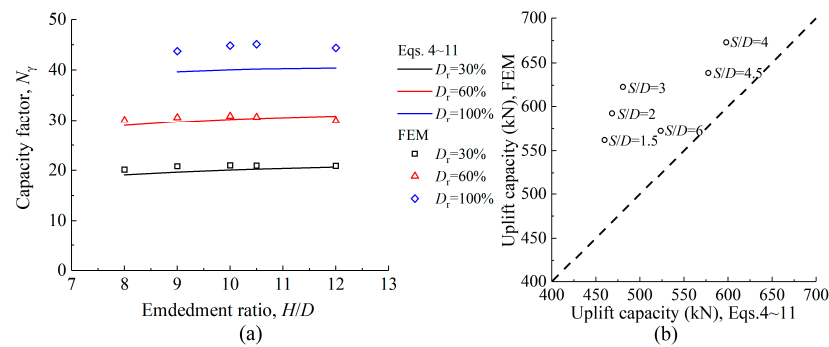 50
40
30
20
10
0
7
8
9
10
11
12
13
Capacity factor, Nγ
Emdedment ratio, H/D
(a)
Eqs. 4~11
Dr=30%
Dr=60%
Dr=100%
FEM
Dr=30%
Dr=60%
Dr=100%
700
650
600
550
500
450
400
400
450
500
550
600
650
700
Uplift capacity (kN), FEM
S/D=4
S/D=4.5
S/D=3
S/D=2
S/D=6
S/D=1.5
Uplift capacity (kN), Eqs.4~11
(b)